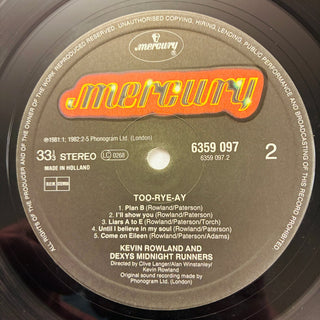 ALL RIGHTS OF THE MANUFACTURER AND OF THE OWNER OF THE WORK REPRODUCED RESERVED. UNAUTHORISED COPYING, HIRING, LENDING, PUBLIC PERFORMANCE AND BROADCASTING OF THIS RECORD PROHIBITED.
mercury
mercury
℗1981:1; 1982:2-5 Phonogram Ltd. (London)
33⅓ STEREO LC 0268
MADE IN HOLLAND
6359 097
6359 097.2
2
TOO-RYE-AY
1. Plan B (Rowland/Paterson)
2. I'll show you (Rowland/Paterson)
3. Liars A to E (Rowland/Paterson/Torch)
4. Until I believe in my soul (Rowland/Paterson)
5. Come on Eileen (Rowland/Paterson/Adams)
KEVIN ROWLAND AND
DEXYS MIDNIGHT RUNNERS
Directed by Clive Langer/Alan Winstanley/
Kevin Rowland
Original sound recording made by
Phonogram Ltd. (London)